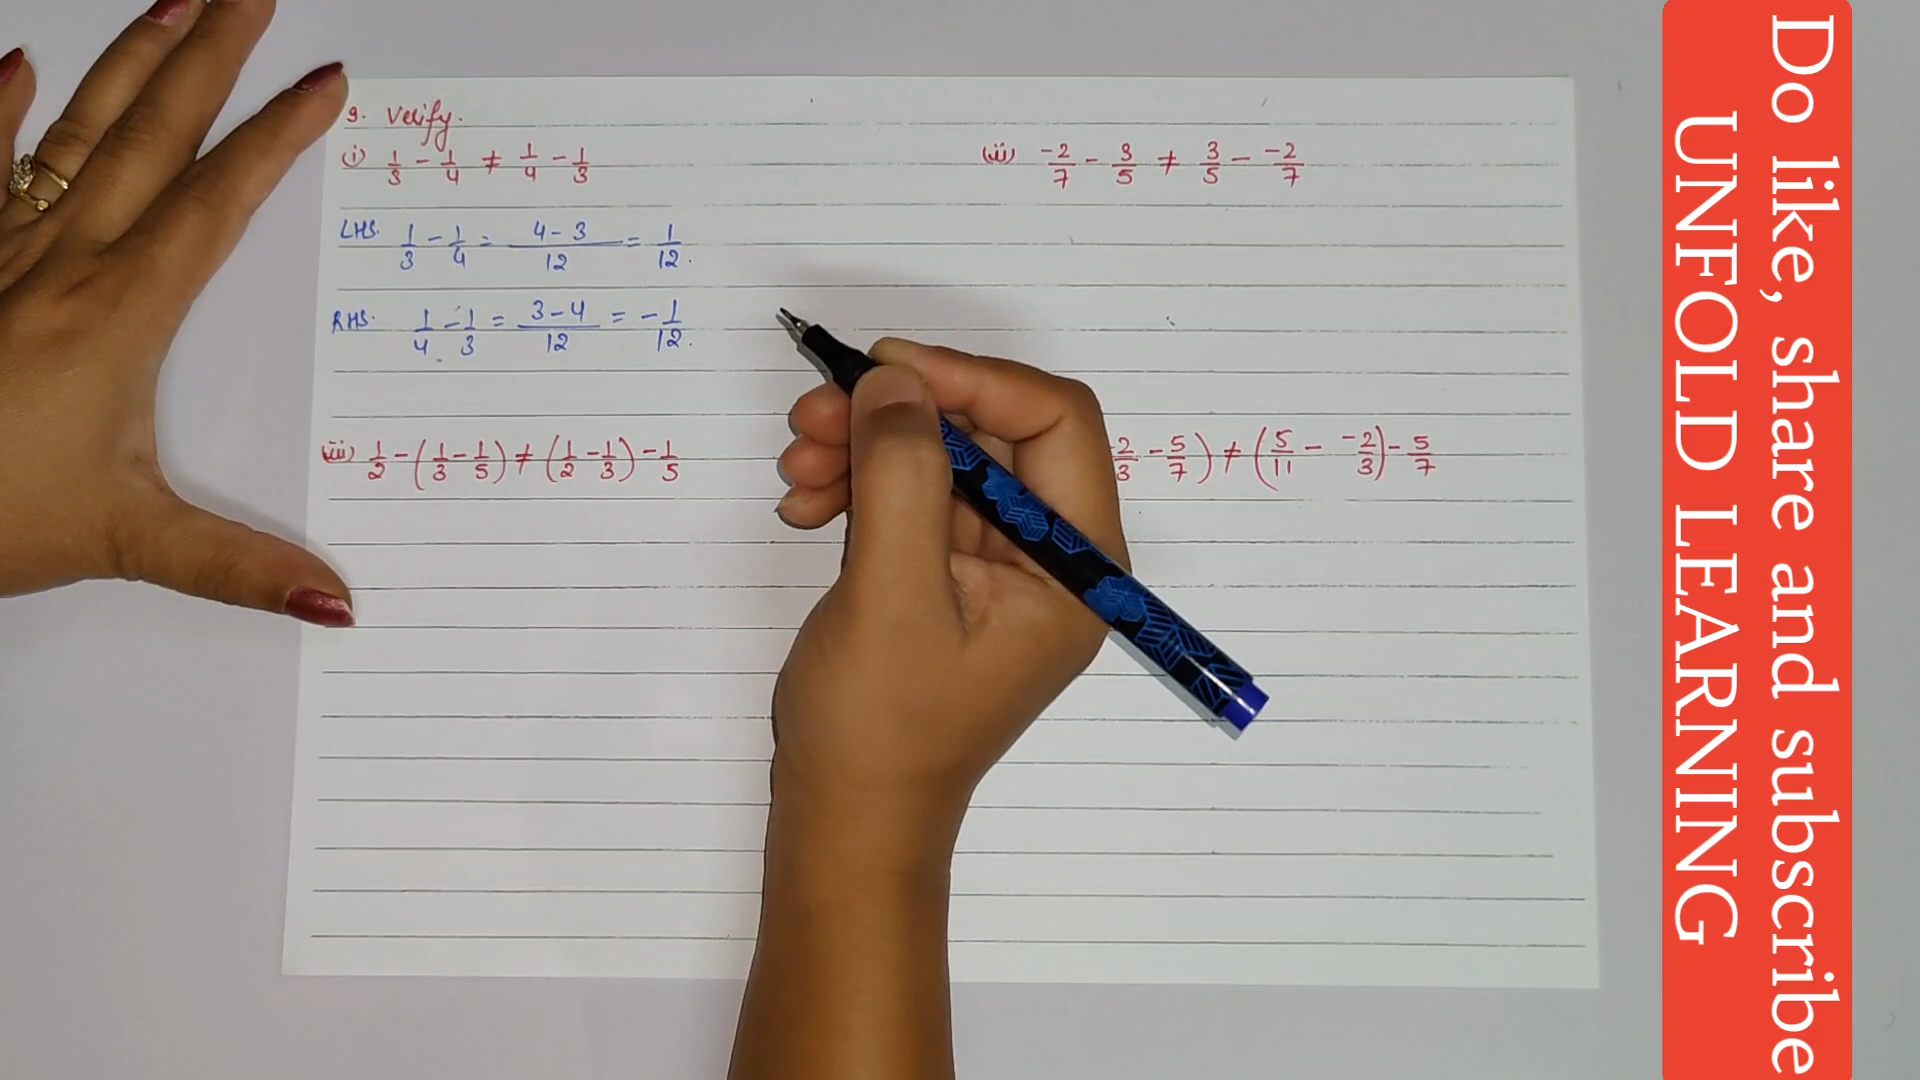 9. Verify.
(i) 1/3 - 1/4 ≠ 1/4 - 1/3
LHS. 1/3 - 1/4 = 4-3/12 = 1/12.
RHS. 1/4 - 1/3 = 3-4/12 = -1/12.
(ii) -2/7 - 3/5 ≠ 3/5 - -2/7
(iii) 1/2 - (1/3 - 1/5) ≠ (1/2 - 1/3) - 1/5
2/3 - 5/7) ≠ (5/11 - -2/3) - 5/7
Do like, share and subscribe
UNFOLD LEARNING